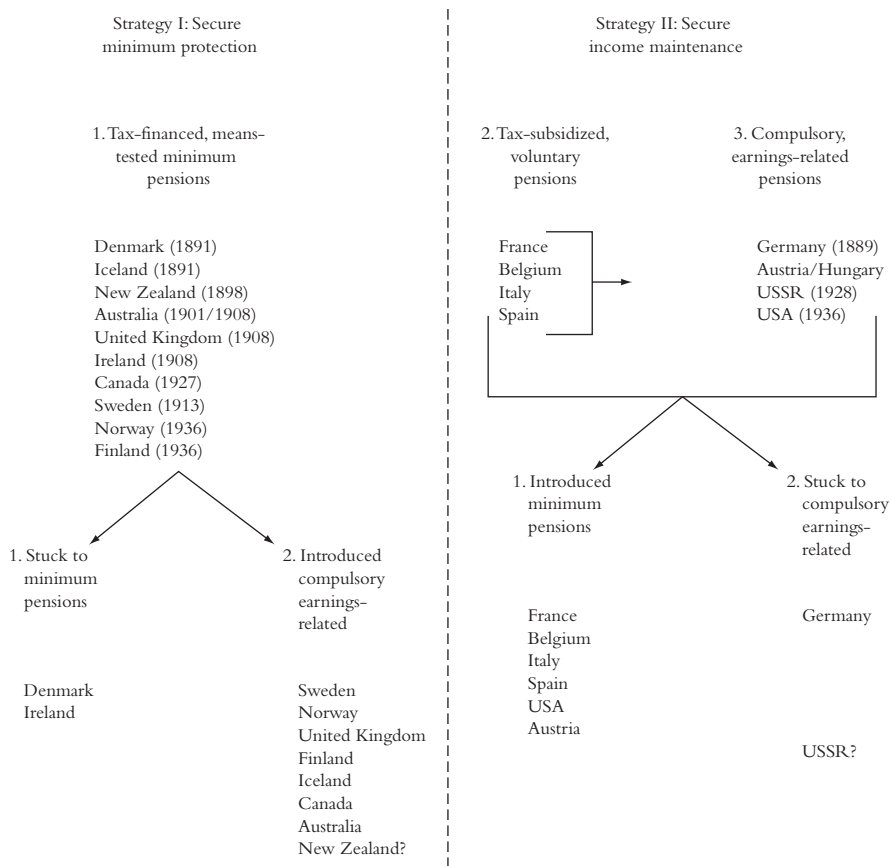 Strategy I: Secure
minimum protection
1. Tax-financed, means-
tested minimum
pensions
Denmark (1891)
Iceland (1891)
New Zealand (1898)
Australia (1901/1908)
United Kingdom (1908)
Ireland (1908)
Canada (1927)
Sweden (1913)
Norway (1936)
Finland (1936)
1. Stuck to
minimum
pensions
Denmark
Ireland
2. Introduced
compulsory
earnings-
related
Sweden
Norway
United Kingdom
Finland
Iceland
Canada
Australia
New Zealand?
Strategy II: Secure
income maintenance
2. Tax-subsidized,
voluntary
pensions
France
Belgium
Italy
Spain
3. Compulsory,
earnings-related
pensions
Germany (1889)
Austria/Hungary
USSR (1928)
USA (1936)
1. Introduced
minimum
pensions
France
Belgium
Italy
Spain
USA
Austria
2. Stuck to
compulsory
earnings-
related
Germany
USSR?